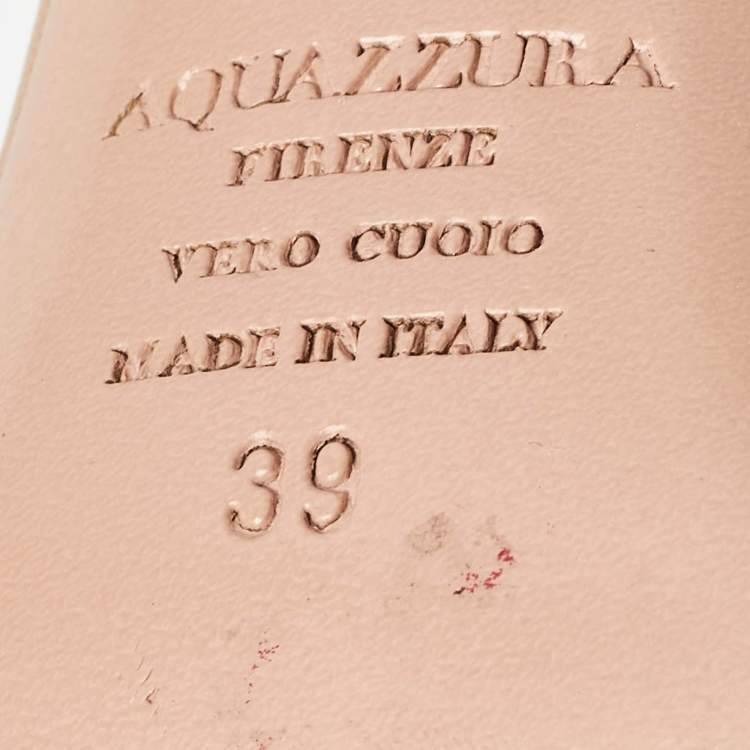 AQUAZZURA
FIRENZE
VERO CUOIO
MADE IN ITALY
39